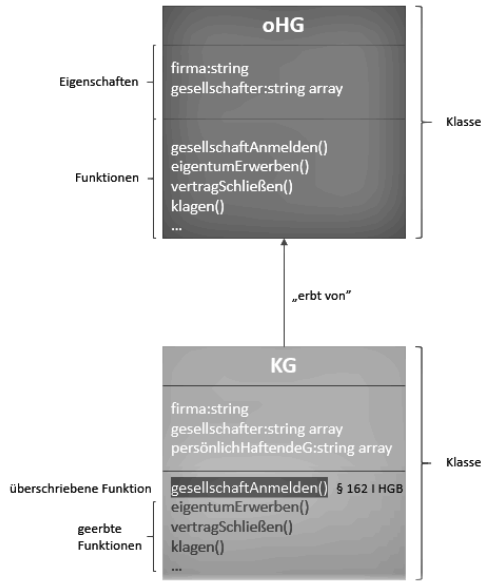 oHG
Eigenschaften
firma:string
gesellschafter:string array
Klasse
Funktionen
gesellschaftAnmelden()
eigentumErwerben()
vertragSchließen()
klagen()
...
„erbt von”
KG
firma:string
gesellschafter:string array
persönlichHaftendeG:string array
Klasse
überschriebene Funktion gesellschaftAnmelden() § 162 I HGB
geerbte
Funktionen
eigentumErwerben()
vertragSchließen()
klagen()
...